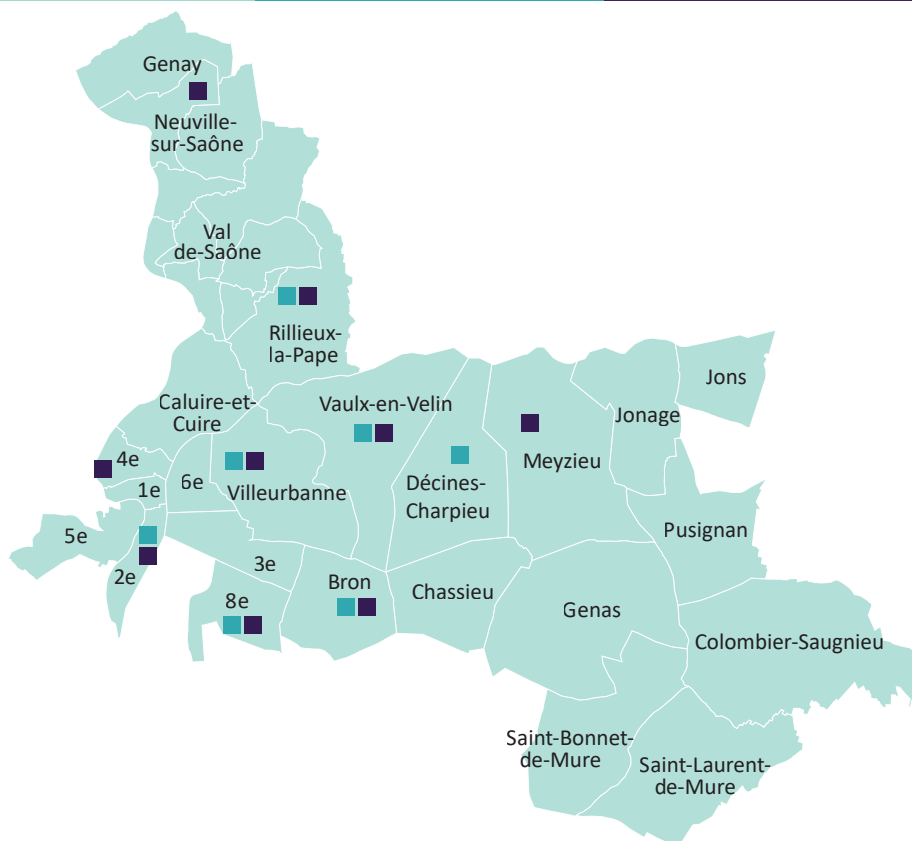 Genay
Neuville-
sur-Saône
Val
de-Saône
Rillieux-
la-Pape
Jons
Caluire-et-
Cuire
Vaulx-en-Velin
Jonage
4e
Meyzieu
1e
6e
Villeurbanne
Décines-
Charpieu
5e
Pusignan
2e
3e
8e
Bron
Chassieu
Genas
Colombier-Saugnieu
Saint-Bonnet-
de-Mure
Saint-Laurent-
de-Mure